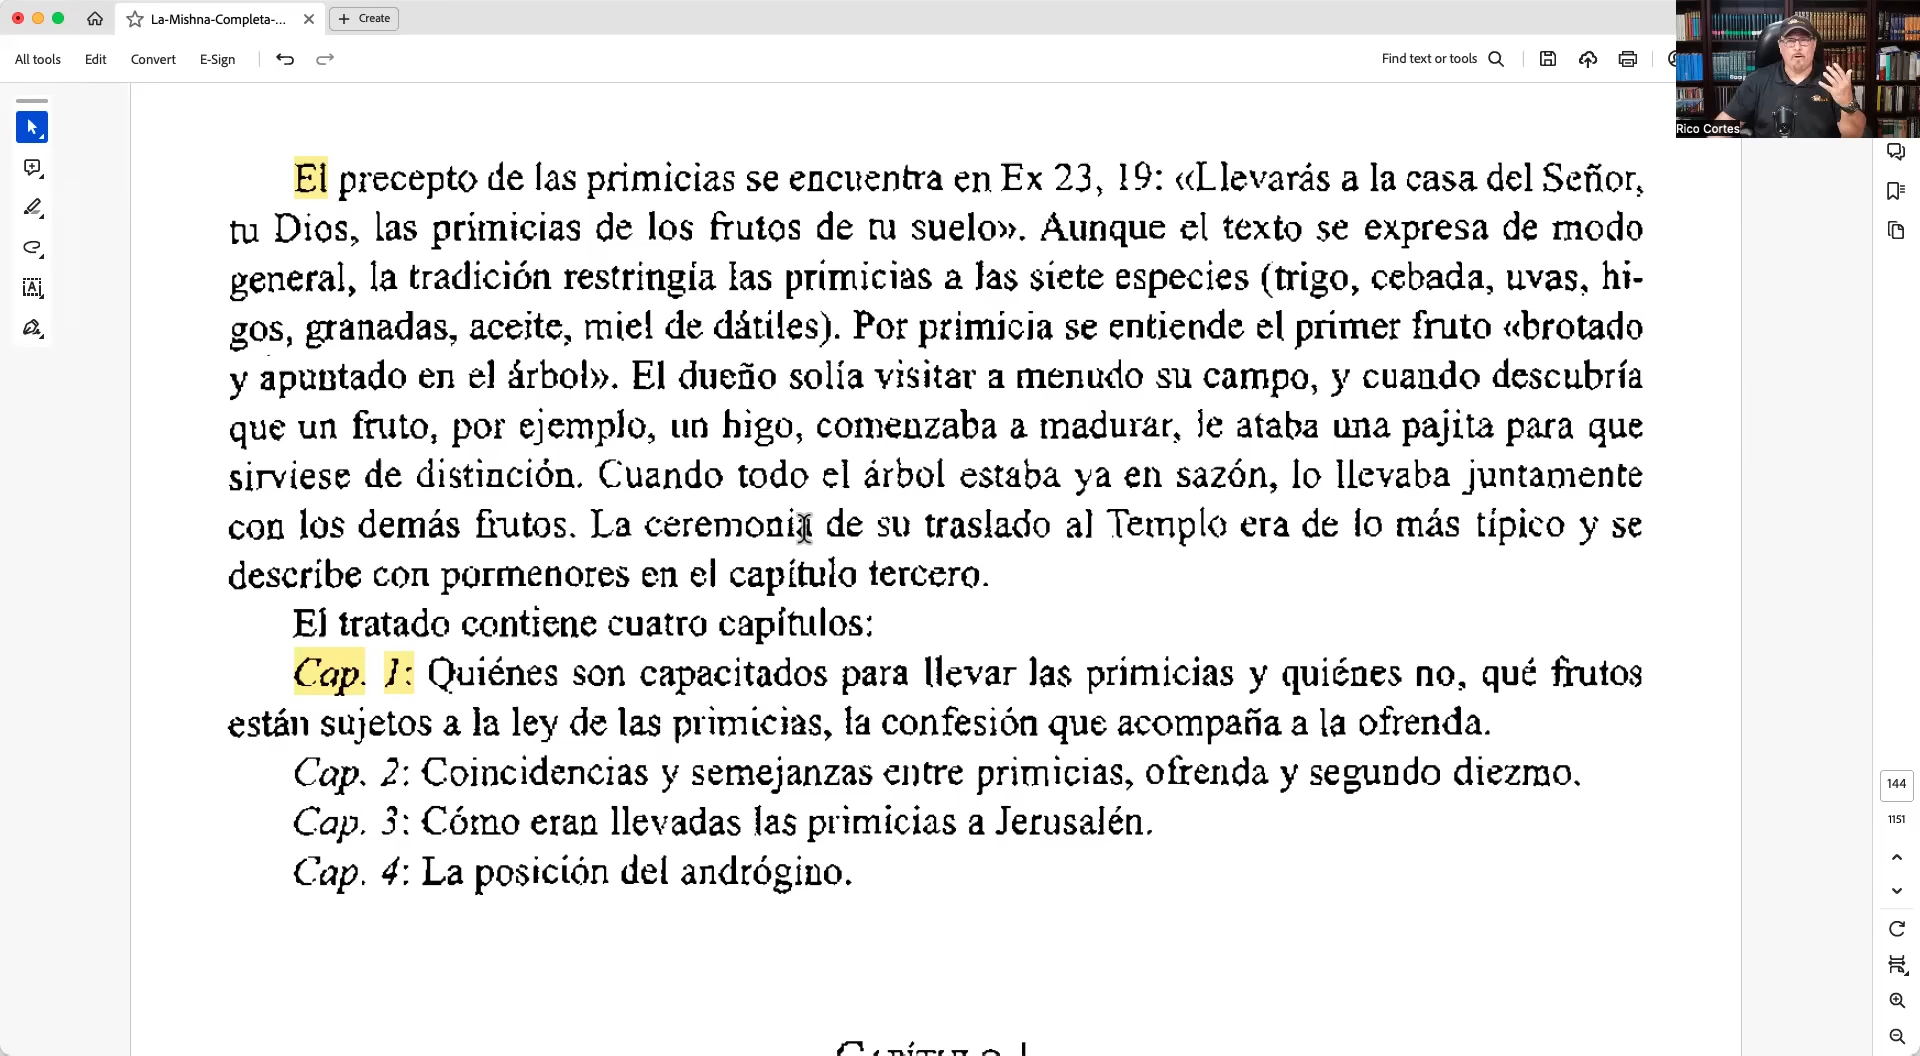 La-Mishna-Completa-...
Create
All tools
Edit
Convert
E-Sign
Find text or tools
Rico Cortes
El precepto de las primicias se encuentra en Ex 23, 19: «Llevarás a la casa del Señor,
tu Dios, las primicias de los frutos de tu suelo». Aunque el texto se expresa de modo
general, la tradición restringía las primicias a las siete especies (trigo, cebada, uvas, hi-
gos, granadas, aceite, miel de dátiles). Por primicia se entiende el primer fruto «brotado
y apuntado en el árbol». El dueño solía visitar a menudo su campo, y cuando descubría
que un fruto, por ejemplo, un higo, comenzaba a madurar, le ataba una pajita para que
sirviese de distinción. Cuando todo el árbol estaba ya en sazón, lo llevaba juntamente
con los demás frutos. La ceremonia de su traslado al Templo era de lo más típico y se
describe con pormenores en el capítulo tercero.
El tratado contiene cuatro capítulos:
Cap. 1: Quiénes son capacitados para llevar las primicias y quiénes no, qué frutos
están sujetos a la ley de las primicias, la confesión que acompaña a la ofrenda.
Cap. 2: Coincidencias y semejanzas entre primicias, ofrenda y segundo diezmo.
Cap. 3: Cómo eran llevadas las primicias a Jerusalén.
Cap. 4: La posición del andrógino.
144
1151